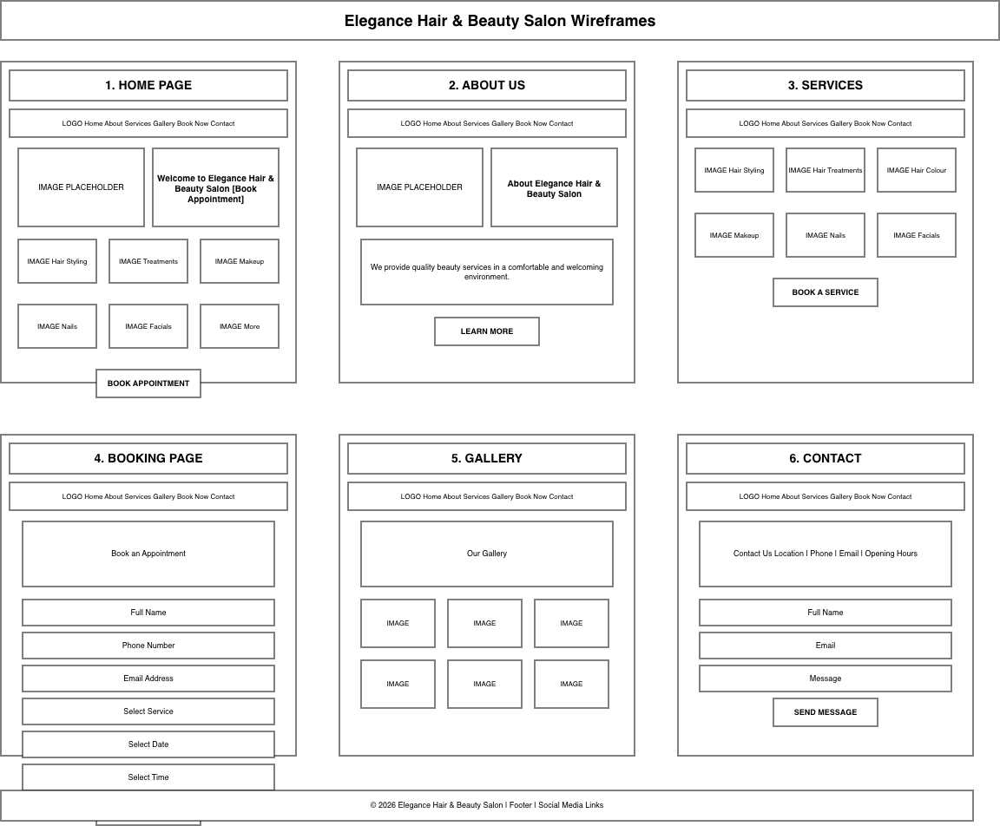 Elegance Hair & Beauty Salon Wireframes
1. HOME PAGE
LOGO Home About Services Gallery Book Now Contact
IMAGE PLACEHOLDER
Welcome to Elegance Hair &
Beauty Salon [Book
Appointment]
IMAGE Hair Styling
IMAGE Treatments
IMAGE Makeup
IMAGE Nails
IMAGE Facials
IMAGE More
BOOK APPOINTMENT
2. ABOUT US
LOGO Home About Services Gallery Book Now Contact
IMAGE PLACEHOLDER
About Elegance Hair &
Beauty Salon
We provide quality beauty services in a comfortable and welcoming
environment.
LEARN MORE
3. SERVICES
LOGO Home About Services Gallery Book Now Contact
IMAGE Hair Styling
IMAGE Hair Treatments
IMAGE Hair Colour
IMAGE Makeup
IMAGE Nails
IMAGE Facials
BOOK A SERVICE
4. BOOKING PAGE
LOGO Home About Services Gallery Book Now Contact
Book an Appointment
Full Name
Phone Number
Email Address
Select Service
Select Date
Select Time
5. GALLERY
LOGO Home About Services Gallery Book Now Contact
Our Gallery
IMAGE
IMAGE
IMAGE
IMAGE
IMAGE
IMAGE
6. CONTACT
LOGO Home About Services Gallery Book Now Contact
Contact Us Location | Phone | Email | Opening Hours
Full Name
Email
Message
SEND MESSAGE
© 2026 Elegance Hair & Beauty Salon | Footer | Social Media Links